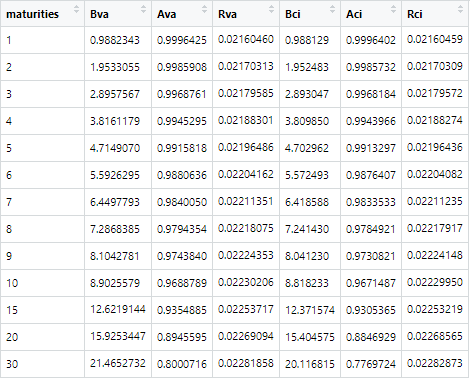 maturities Bva Ava Rva Bci Aci Rci
1 0.9882343 0.9996425 0.02160460 0.988129 0.9996402 0.02160459
2 1.9533055 0.9985908 0.02170313 1.952483 0.9985732 0.02170309
3 2.8957567 0.9968761 0.02179585 2.893047 0.9968184 0.02179572
4 3.8161179 0.9945295 0.02188301 3.809850 0.9943966 0.02188274
5 4.7149070 0.9915818 0.02196486 4.702962 0.9913297 0.02196436
6 5.5926295 0.9880636 0.02204162 5.572493 0.9876407 0.02204082
7 6.4497793 0.9840050 0.02211351 6.418588 0.9833533 0.02211235
8 7.2868385 0.9794354 0.02218075 7.241430 0.9784921 0.02217917
9 8.1042781 0.9743840 0.02224353 8.041230 0.9730821 0.02224148
10 8.9025579 0.9688789 0.02230206 8.818233 0.9671487 0.02229950
15 12.6219144 0.9354885 0.02253717 12.371574 0.9305365 0.02253219
20 15.9253447 0.8945595 0.02269094 15.404575 0.8846929 0.02268565
30 21.4652732 0.8000716 0.02281858 20.116815 0.7769724 0.02282873